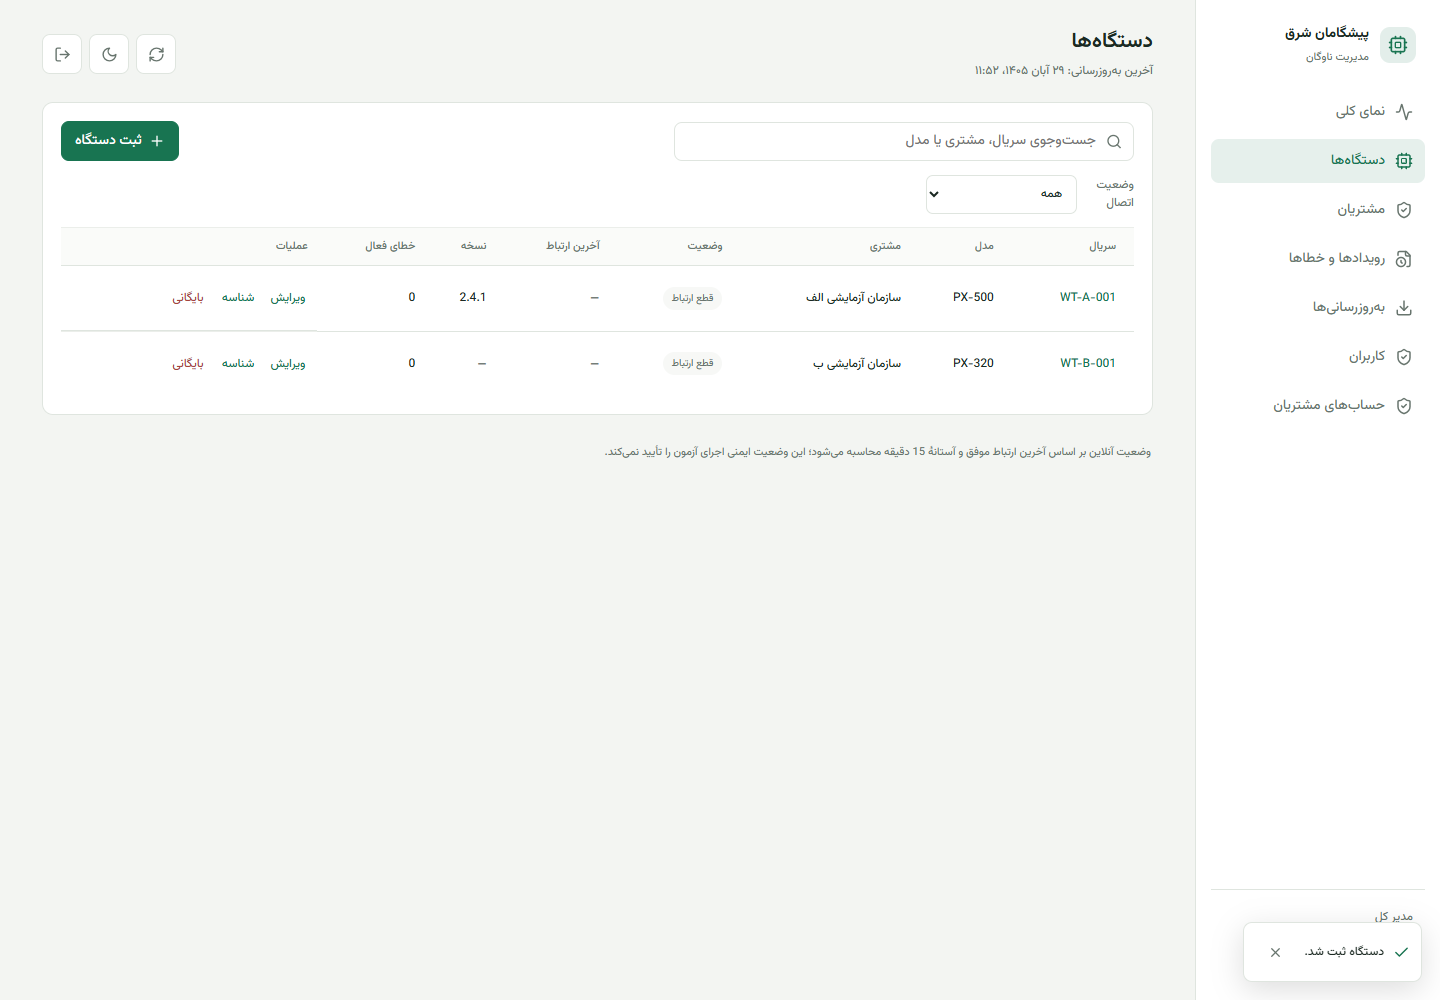 پیشگامان شرق
مدیریت ناوگان
نمای کلی
دستگاه‌ها
مشتریان
رویدادها و خطاها
به‌روزرسانی‌ها
کاربران
حساب‌های مشتریان
مدیر کل
دستگاه ثبت شد.
دستگاه‌ها
آخرین به‌روزرسانی: ۲۹ آبان ۱۴۰۵، ۱۱:۵۲
جست‌وجوی سریال، مشتری یا مدل
ثبت دستگاه
وضعیت اتصال
همه
سریال مدل مشتری وضعیت آخرین ارتباط نسخه خطای فعال عملیات
WT-A-001 PX-500 سازمان آزمایشی الف قطع ارتباط — 2.4.1 0 ویرایش شناسه بایگانی
WT-B-001 PX-320 سازمان آزمایشی ب قطع ارتباط — — 0 ویرایش شناسه بایگانی
وضعیت آنلاین بر اساس آخرین ارتباط موفق و آستانهٔ 15 دقیقه محاسبه می‌شود؛ این وضعیت ایمنی اجرای آزمون را تأیید نمی‌کند.